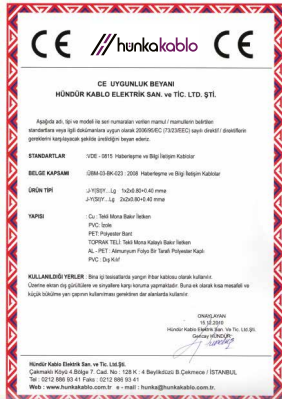 CE hunkakablo CE
CE UYGUNLUK BEYANI
HÜNDÜR KABLO ELEKTRİK SAN. ve TİC. LTD. ŞTİ.
Aşağıda adı, tipi ve modeli ile seri numaraları verilen mamul / mamullerin belirtilen
standartlara veya ilgili dokümanlara uygun olarak 2006/95/EC (73/23/EEC) sayılı direktif / direktiflerin
gereklerini karşılayacak şekilde üretildiğini beyan ederiz.
STANDARTLAR :VDE - 0815 Haberleşme ve Bilgi İletişim Kabloları
BELGE KAPSAMI :ÜBM-03-BK-023 : 2008 Haberleşme ve Bilgi İletişim Kabloları
ÜRÜN TİPİ :J-Y(St)Y...Lg 1x2x0.80+0.40 mmø
J-Y(St)Y...Lg 2x2x0.80+0.40 mmø
YAPISI : Cu : Tekli Mona Bakır İletken
PVC: İzole
PET: Polyester Bant
TOPRAK TELİ: Tekli Mona Kalaylı Bakır İletken
AL - PET : Alimunyum Folyo Bir Tarafı Polyester Kaplı
PVC : Dış Kılıf
KULLANILDIĞI YERLER : Bina içi tesisatlarda yangın ihbar kablosu olarak kullanılır.
Üzerine ekran dış gürültülere ve sinyallere karşı koruma yapmaktadır. Buna ek olarak kısa mesafeli ve
küçük bükülme yarı çapının kullanılması gerektiren dar alanlarda kullanılır.
ONAYLAYAN
15.12.2010
Hündür Kablo Elektrik San. Ve Tic. Ltd.Şti.
Gencay HÜNDÜR
Hündür Kablo Elektrik San. ve Tic. Ltd.Şti.
Çakmaklı Köyü 4.Bölge 7. Cad. No : 128 K : 4 Beylikdüzü B.Çekmece / İSTANBUL
Tel : 0212 886 93 41 Faks : 0212 886 93 41
Web : www.hunkakablo.com.tr e - mail : hunka@hunkakablo.com.tr